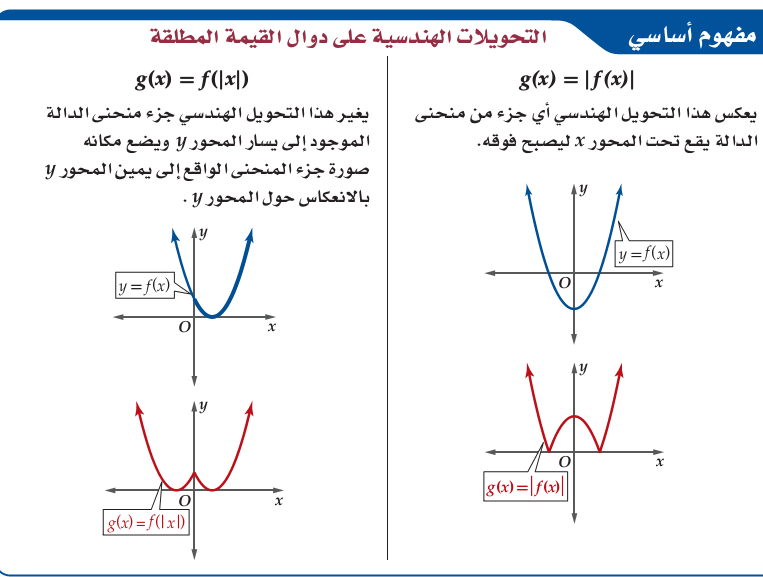 مفهوم أساسي
التحويلات الهندسية على دوال القيمة المطلقة
g(x) = |f(x)|
يعكس هذا التحويل الهندسي أي جزء من منحنى
الدالة يقع تحت المحور x ليصبح فوقه.
y
y = f(x)
O
x
y
O
x
g(x) = |f(x)|
g(x) = f(|x|)
يغير هذا التحويل الهندسي جزء منحنى الدالة
الموجود إلى يسار المحور y ويضع مكانه
صورة جزء المنحنى الواقع إلى يمين المحور y
بالانعكاس حول المحور y .
y
y = f(x)
O
x
y
O
x
g(x) = f(| x |)